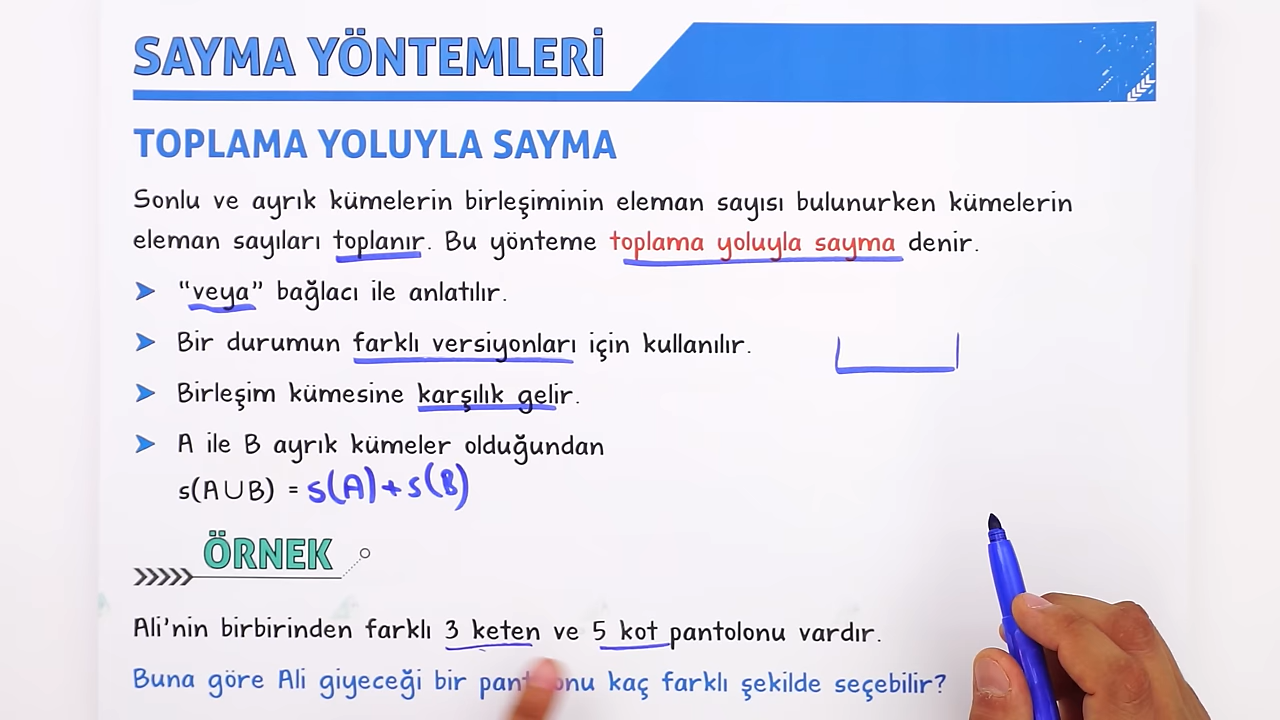 SAYMA YÖNTEMLERİ
TOPLAMA YOLUYLA SAYMA
Sonlu ve ayrık kümelerin birleşiminin eleman sayısı bulunurken kümelerin
eleman sayıları toplanır. Bu yönteme toplama yoluyla sayma denir.
"veya" bağlacı ile anlatılır.
Bir durumun farklı versiyonları için kullanılır.
Birleşim kümesine karşılık gelir.
A ile B ayrık kümeler olduğundan
s(A∪B) = s(A)+s(B)
ÖRNEK
Ali'nin birbirinden farklı 3 keten ve 5 kot pantolonu vardır.
Buna göre Ali giyeceği bir pantolonu kaç farklı şekilde seçebilir?